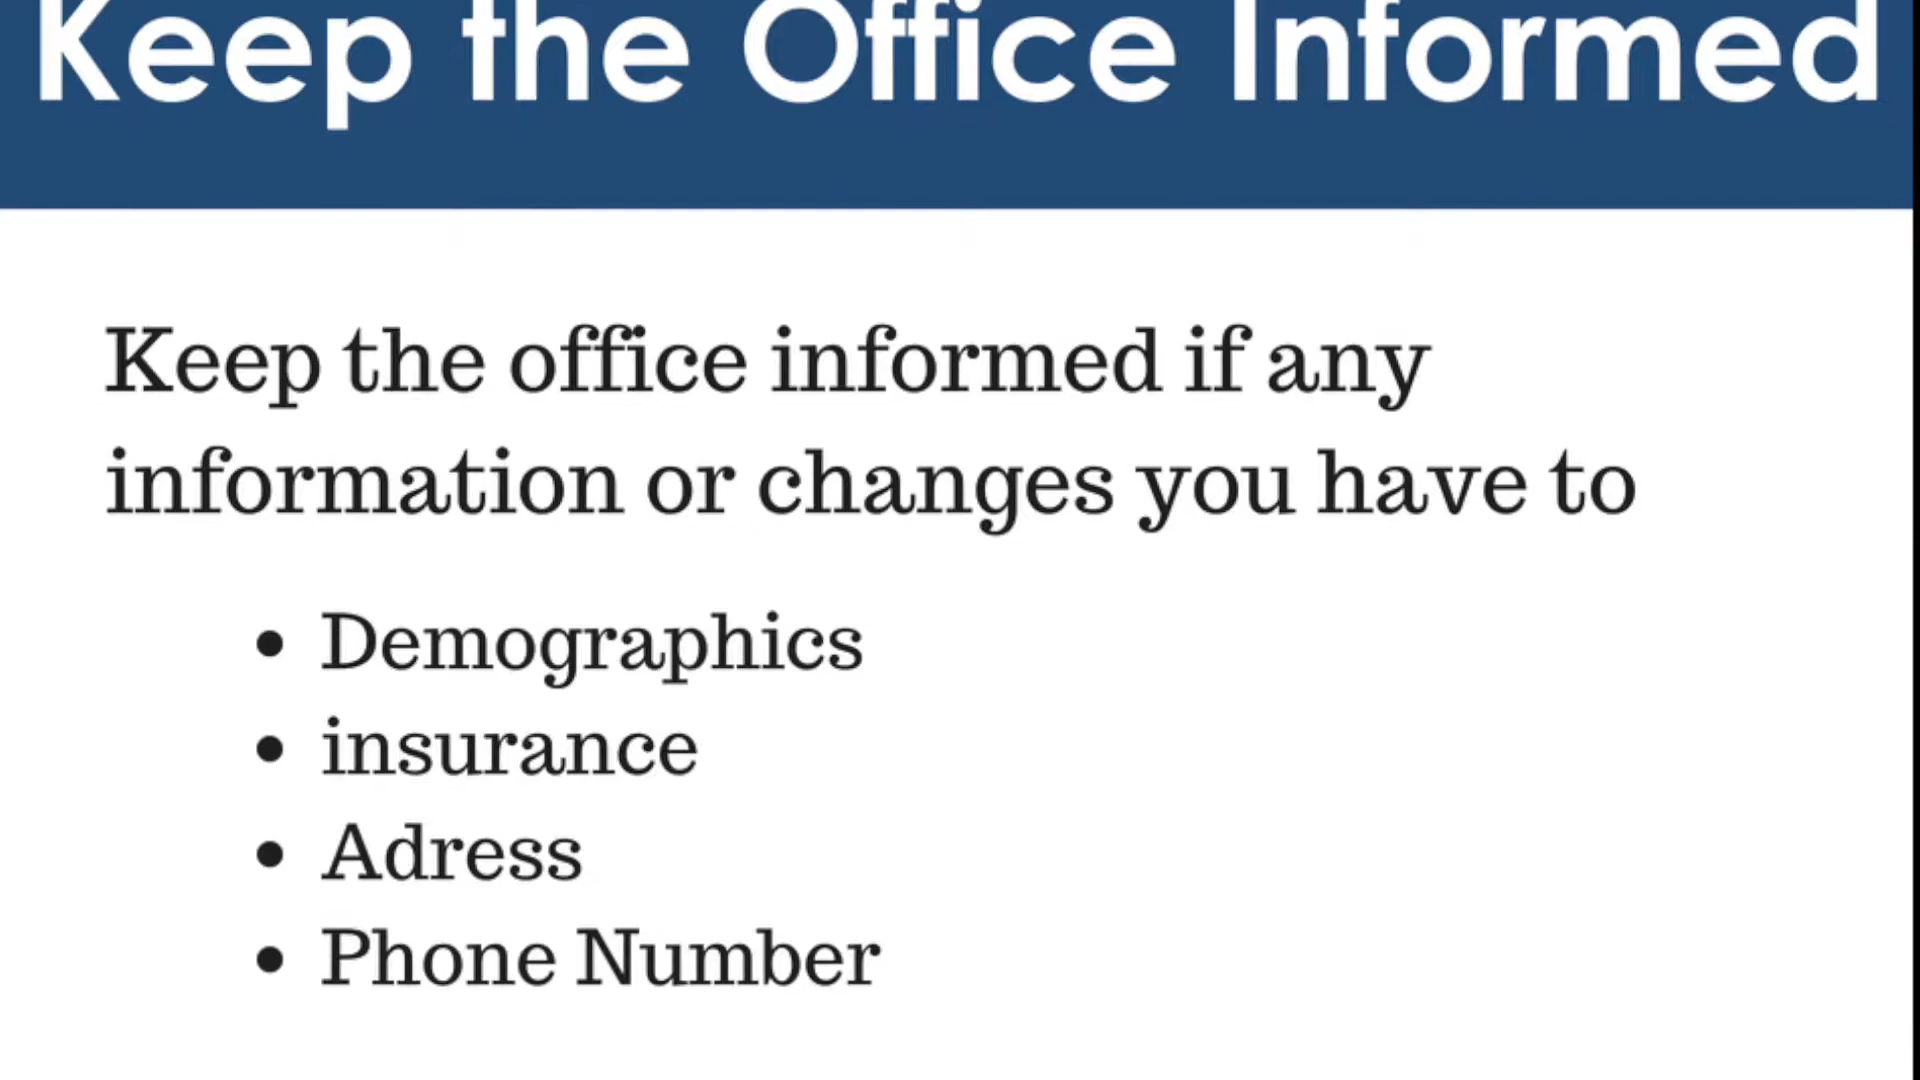 Keep the Office Informed
Keep the office informed if any
information or changes you have to
• Demographics
• insurance
• Adress
• Phone Number